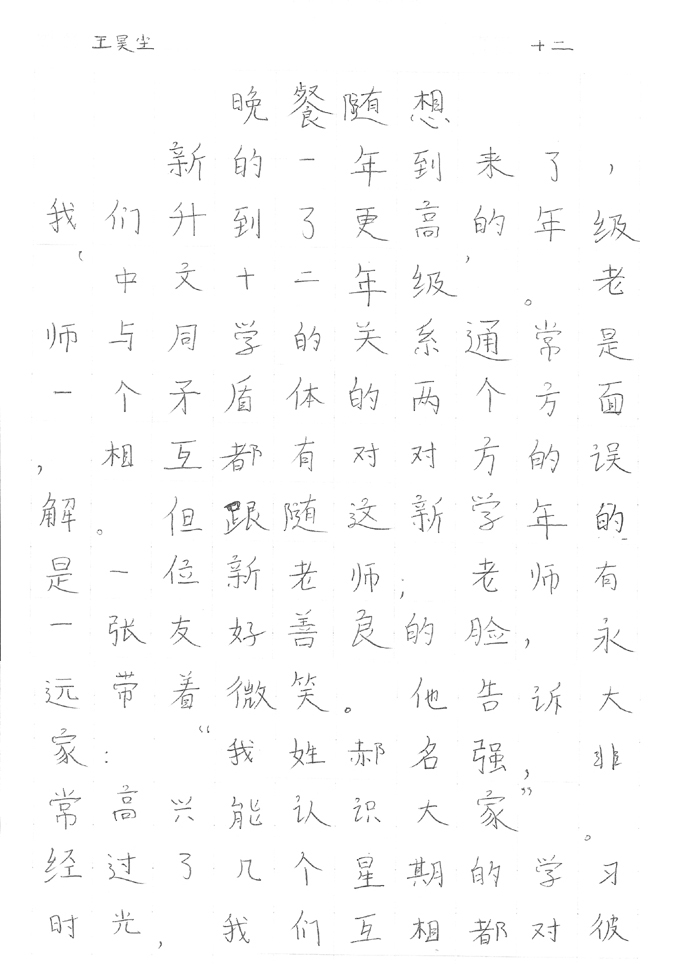 王昊尘 十二
晚餐随想
新的一年到来了，
我们升到了更高的年级
‘中文十二年级’。老
师与同学的关系通常是
一个矛盾体的两个方面
，相互都有对对方的误
解。但跟随这新学年的
是一位新老师；老师有
一张友好善良的脸，永
远带着微笑。他告诉大
家：“我姓郝名强，非
常高兴能认识大家”。
经过了几个星期的学习
时光，我们互相都对彼